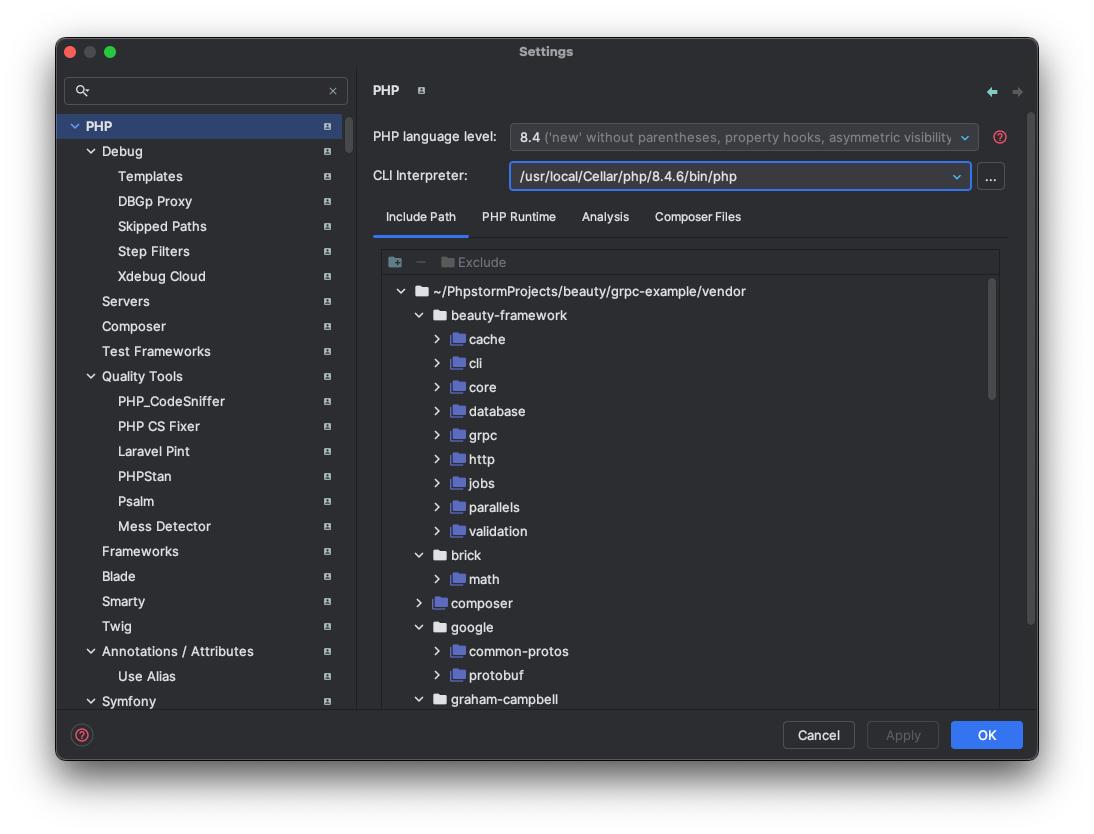 Settings
PHP
Debug
Templates
DBGp Proxy
Skipped Paths
Step Filters
Xdebug Cloud
Servers
Composer
Test Frameworks
Quality Tools
PHP_CodeSniffer
PHP CS Fixer
Laravel Pint
PHPStan
Psalm
Mess Detector
Frameworks
Blade
Smarty
Twig
Annotations / Attributes
Use Alias
Symfony
PHP
PHP language level: 8.4 ('new' without parentheses, property hooks, asymmetric visibility,
CLI Interpreter: /usr/local/Cellar/php/8.4.6/bin/php ...
Include Path PHP Runtime Analysis Composer Files
Exclude
~/PhpstormProjects/beauty/grpc-example/vendor
beauty-framework
cache
cli
core
database
grpc
http
jobs
parallels
validation
brick
math
composer
google
common-protos
protobuf
graham-campbell
Cancel Apply OK